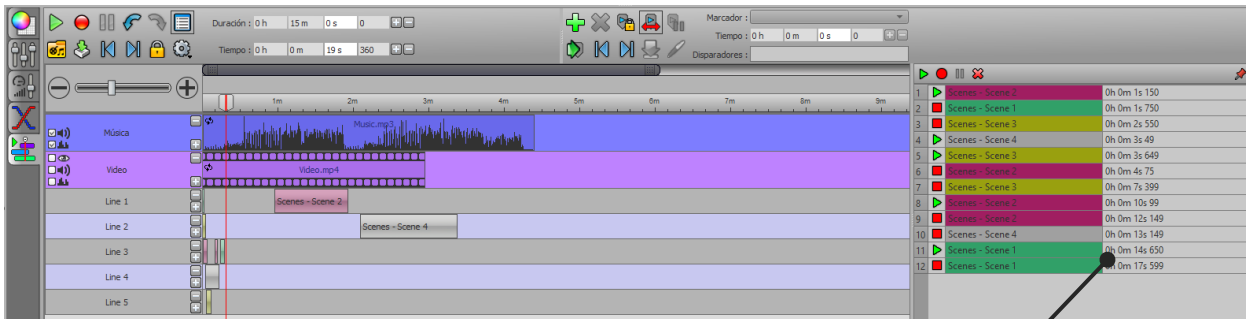 Duración : 0 h 15 m 0 s 0
Marcador :
Tiempo : 0 h 0 m 19 s 360
Tiempo : 0 h 0 m 0 s 0
Disparadores :
1m 2m 3m 4m 5m 6m 7m 8m 9m
Música
Music.mp3
Video
Video.mp4
Line 1
Scenes - Scene 2
Line 2
Scenes - Scene 4
Line 3
Line 4
Line 5
1 Scenes - Scene 2 0h 0m 1s 150
2 Scenes - Scene 1 0h 0m 1s 750
3 Scenes - Scene 3 0h 0m 2s 550
4 Scenes - Scene 4 0h 0m 3s 49
5 Scenes - Scene 3 0h 0m 3s 649
6 Scenes - Scene 2 0h 0m 4s 75
7 Scenes - Scene 3 0h 0m 7s 399
8 Scenes - Scene 2 0h 0m 10s 99
9 Scenes - Scene 2 0h 0m 12s 149
10 Scenes - Scene 4 0h 0m 13s 149
11 Scenes - Scene 1 0h 0m 14s 650
12 Scenes - Scene 1 0h 0m 17s 599